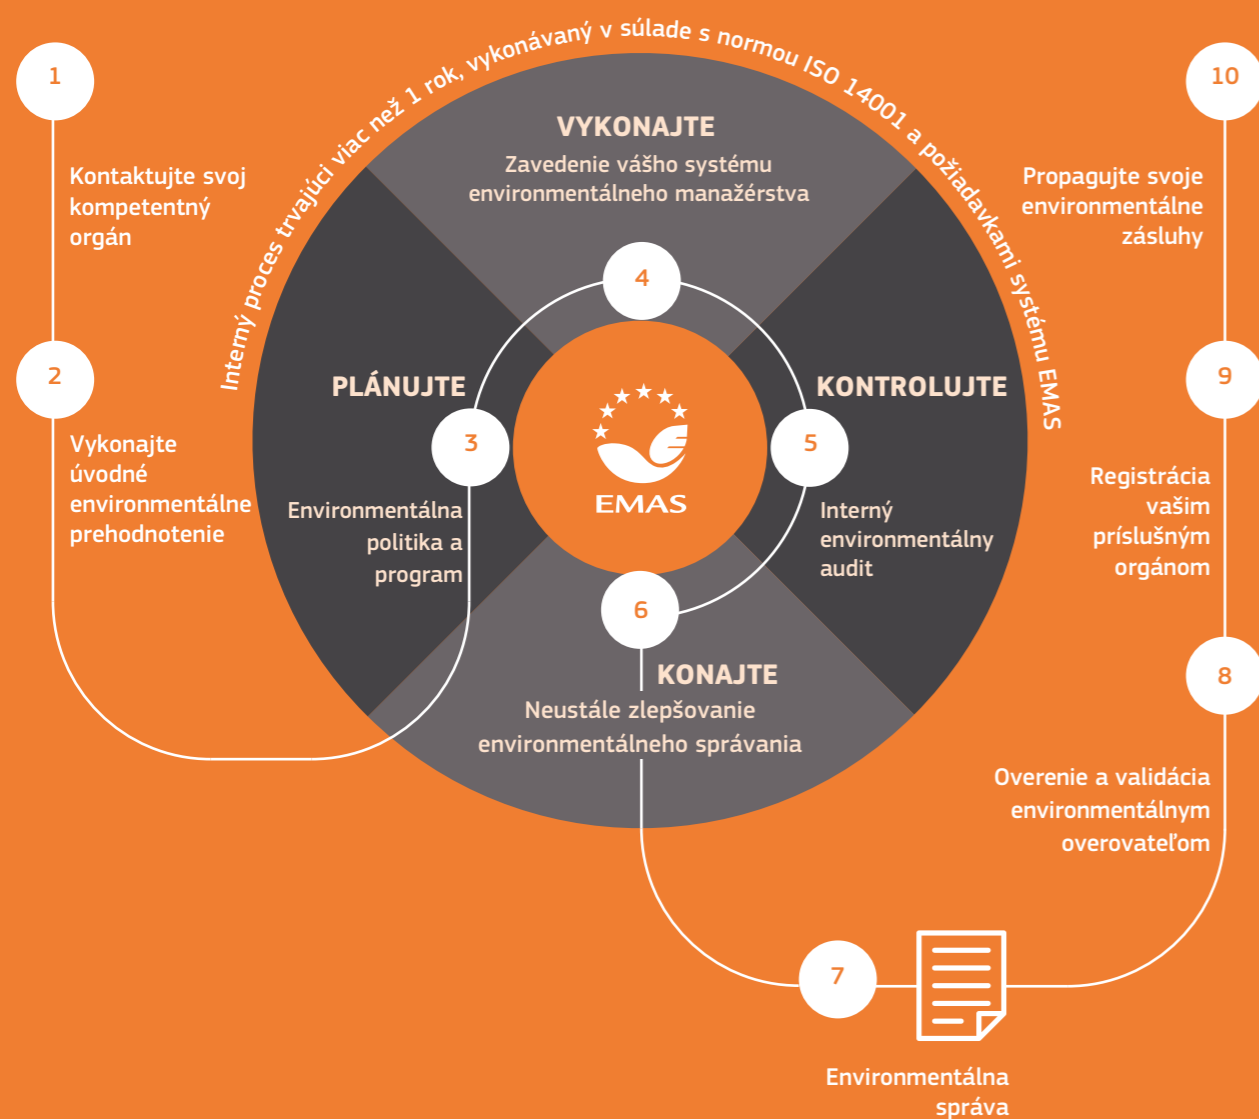 1
Kontaktujte svoj
kompetentný
orgán
2
Vykonajte
úvodné
environmentálne
prehodnotenie
Interný proces trvajúci viac než 1 rok, vykonávaný v súlade s normou ISO 14001 a požiadavkami systému EMAS
PLÁNUJTE
3
Environmentálna
politika a
program
VYKONAJTE
Zavedenie vášho systému
environmentálneho manažérstva
4
EMAS
KONTROLUJTE
5
Interný
environmentálny
audit
6
KONAJTE
Neustále zlepšovanie
environmentálneho správania
7
Environmentálna
správa
8
Overenie a validácia
environmentálnym
overovateľom
9
Registrácia
vašim
príslušným
orgánom
10
Propagujte svoje
environmentálne
zásluhy